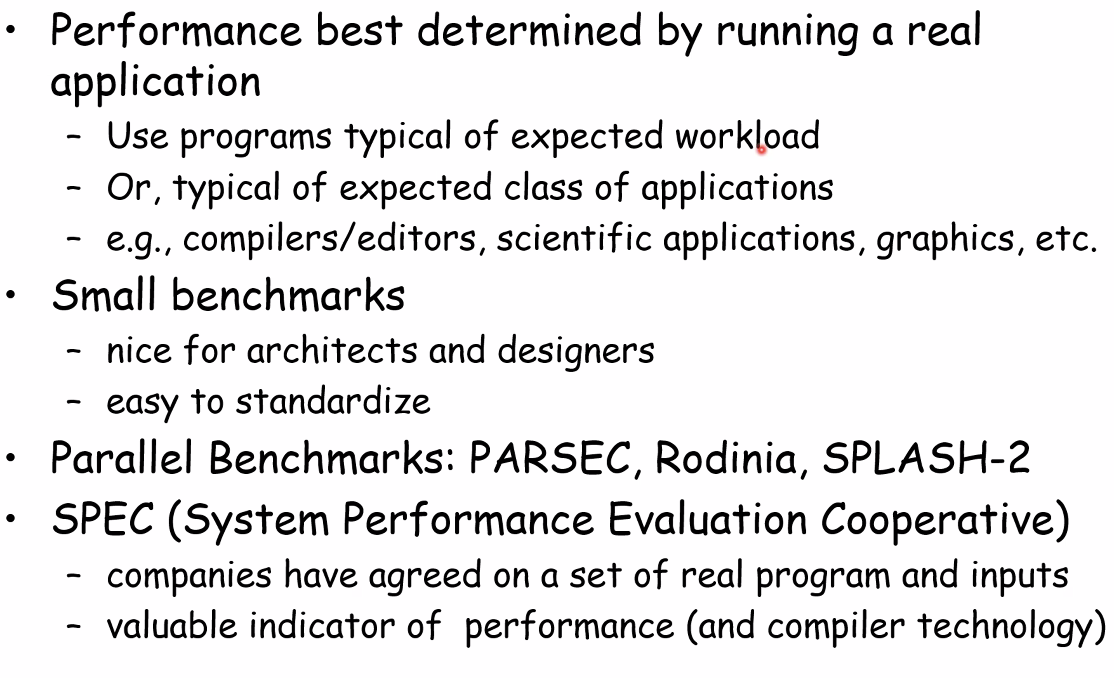 • Performance best determined by running a real
application
– Use programs typical of expected workload
– Or, typical of expected class of applications
– e.g., compilers/editors, scientific applications, graphics, etc.
• Small benchmarks
– nice for architects and designers
– easy to standardize
• Parallel Benchmarks: PARSEC, Rodinia, SPLASH-2
• SPEC (System Performance Evaluation Cooperative)
– companies have agreed on a set of real program and inputs
– valuable indicator of  performance (and compiler technology)